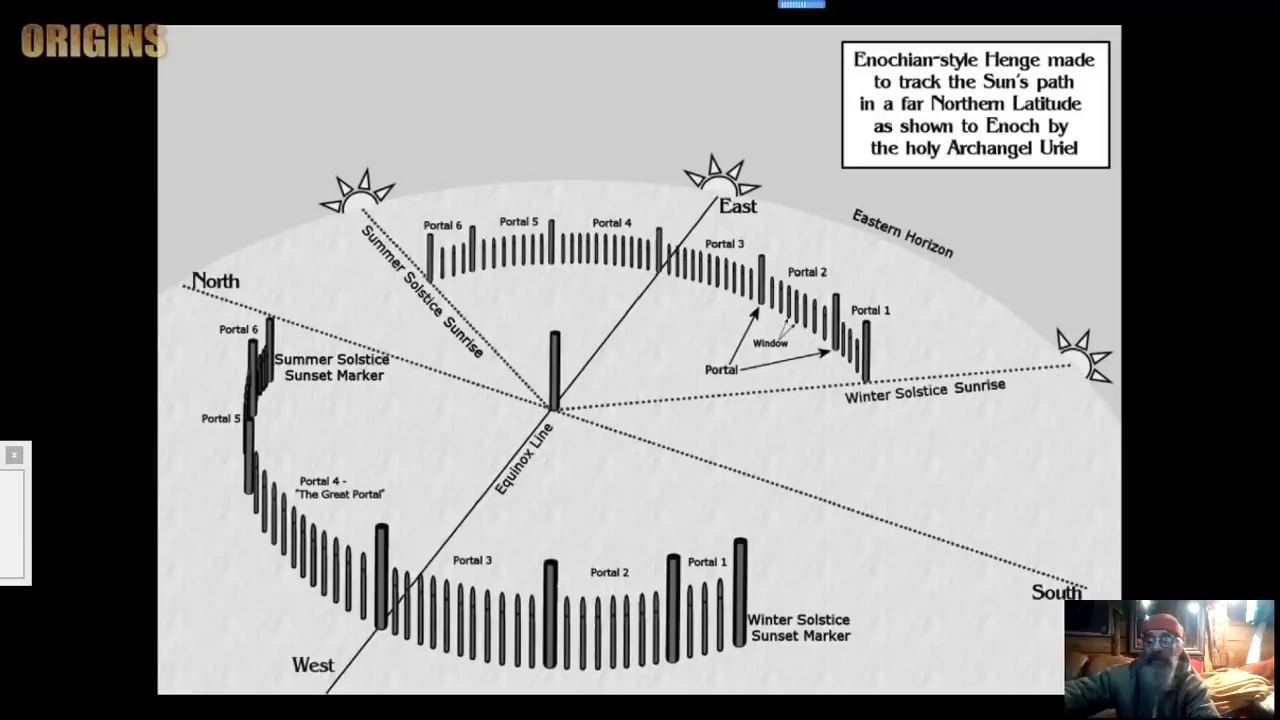 ORIGINS
Enochian-style Henge made
to track the Sun's path
in a far Northern Latitude
as shown to Enoch by
the holy Archangel Uriel
East
Eastern Horizon
Portal 6
Portal 5
Portal 4
Portal 3
Portal 2
Portal 1
Summer Solstice Sunrise
North
Window
Portal
Portal 6
Summer Solstice
Sunset Marker
Winter Solstice Sunrise
Portal 5
Equinox Line
Portal 4 -
"The Great Portal"
Portal 3
Portal 2
Portal 1
South
Winter Solstice
Sunset Marker
West
x